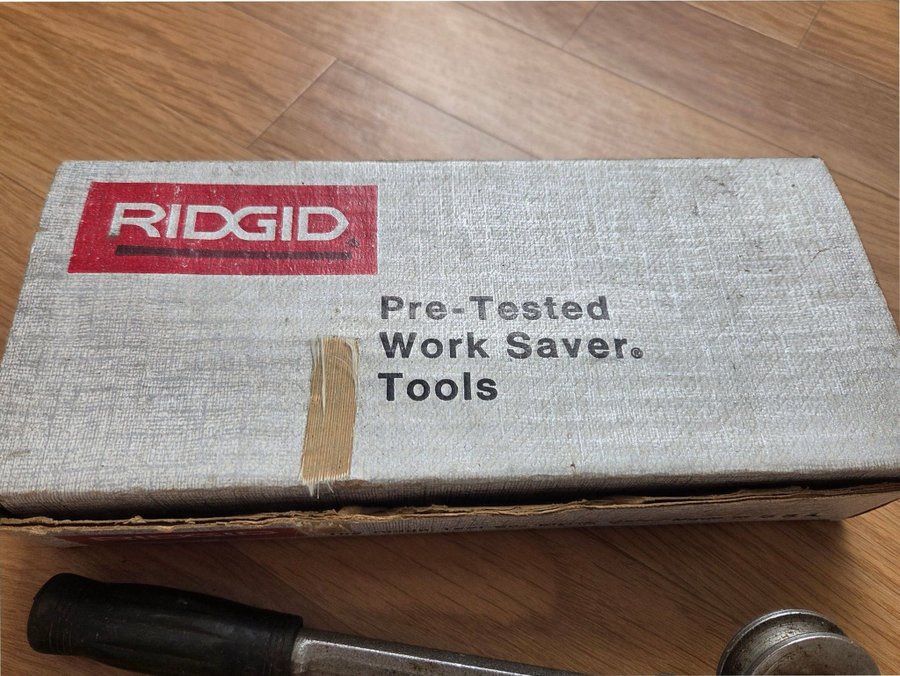 RIDGID
Pre-Tested
Work Saver®
Tools